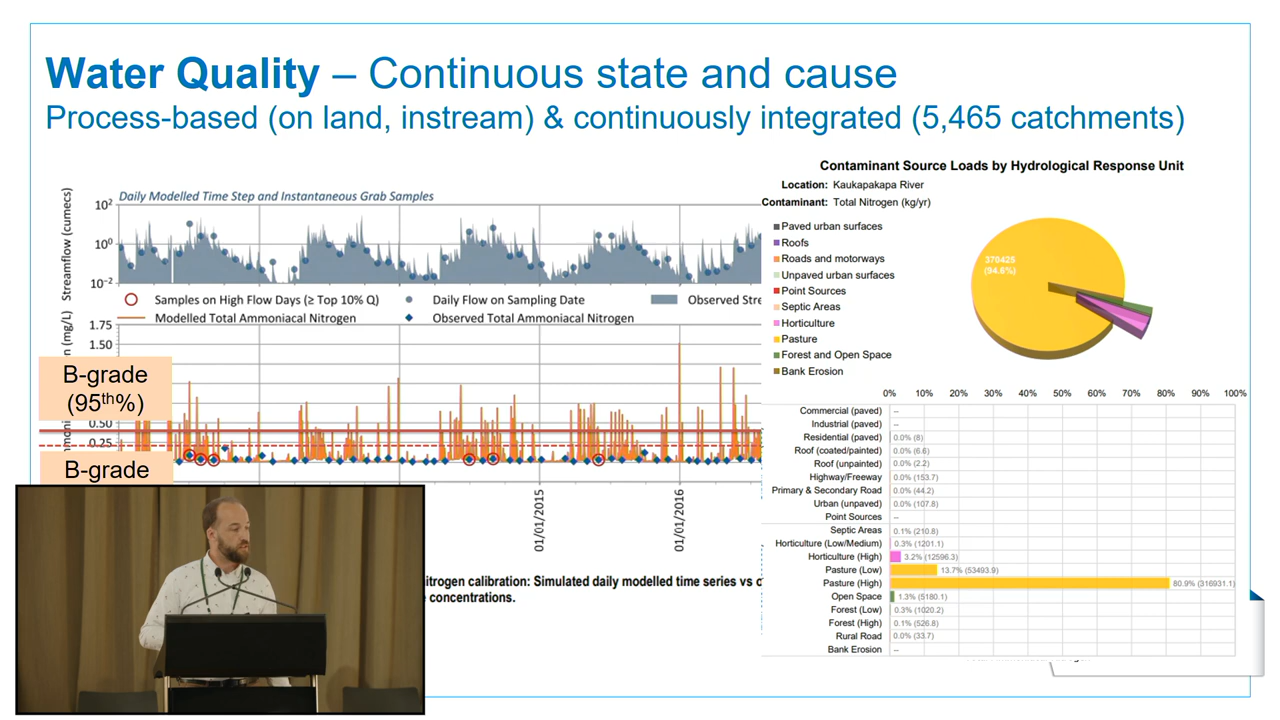 Water Quality – Continuous state and cause
Process-based (on land, instream) & continuously integrated (5,465 catchments)
Daily Modelled Time Step and Instantaneous Grab Samples
Streamflow (cumecs)
10²
10⁰
10⁻²
Samples on High Flow Days (≥ Top 10% Q)
Daily Flow on Sampling Date
Observed Stre
Modelled Total Ammoniacal Nitrogen
Observed Total Ammoniacal Nitrogen
(mg/L)
1.75
1.50
0.50
0.25
B-grade
(95th%)
B-grade
01/01/2015
01/01/2016
itrogen calibration: Simulated daily modelled time series vs o
e concentrations.
Contaminant Source Loads by Hydrological Response Unit
Location: Kaukapakapa River
Contaminant: Total Nitrogen (kg/yr)
Paved urban surfaces
Roofs
Roads and motorways
Unpaved urban surfaces
Point Sources
Septic Areas
Horticulture
Pasture
Forest and Open Space
Bank Erosion
370425
(94.6%)
0% 10% 20% 30% 40% 50% 60% 70% 80% 90% 100%
Commercial (paved) –
Industrial (paved) –
Residential (paved) 0.0% (8)
Roof (coated/painted) 0.0% (6.6)
Roof (unpainted) 0.0% (2.2)
Highway/Freeway 0.0% (153.7)
Primary & Secondary Road 0.0% (44.2)
Urban (unpaved) 0.0% (107.8)
Point Sources –
Septic Areas 0.1% (210.8)
Horticulture (Low/Medium) 0.3% (1201.1)
Horticulture (High) 3.2% (12596.3)
Pasture (Low) 13.7% (53493.9)
Pasture (High) 80.9% (316931.1)
Open Space 1.3% (5180.1)
Forest (Low) 0.3% (1020.2)
Forest (High) 0.1% (526.8)
Rural Road 0.0% (33.7)
Bank Erosion –